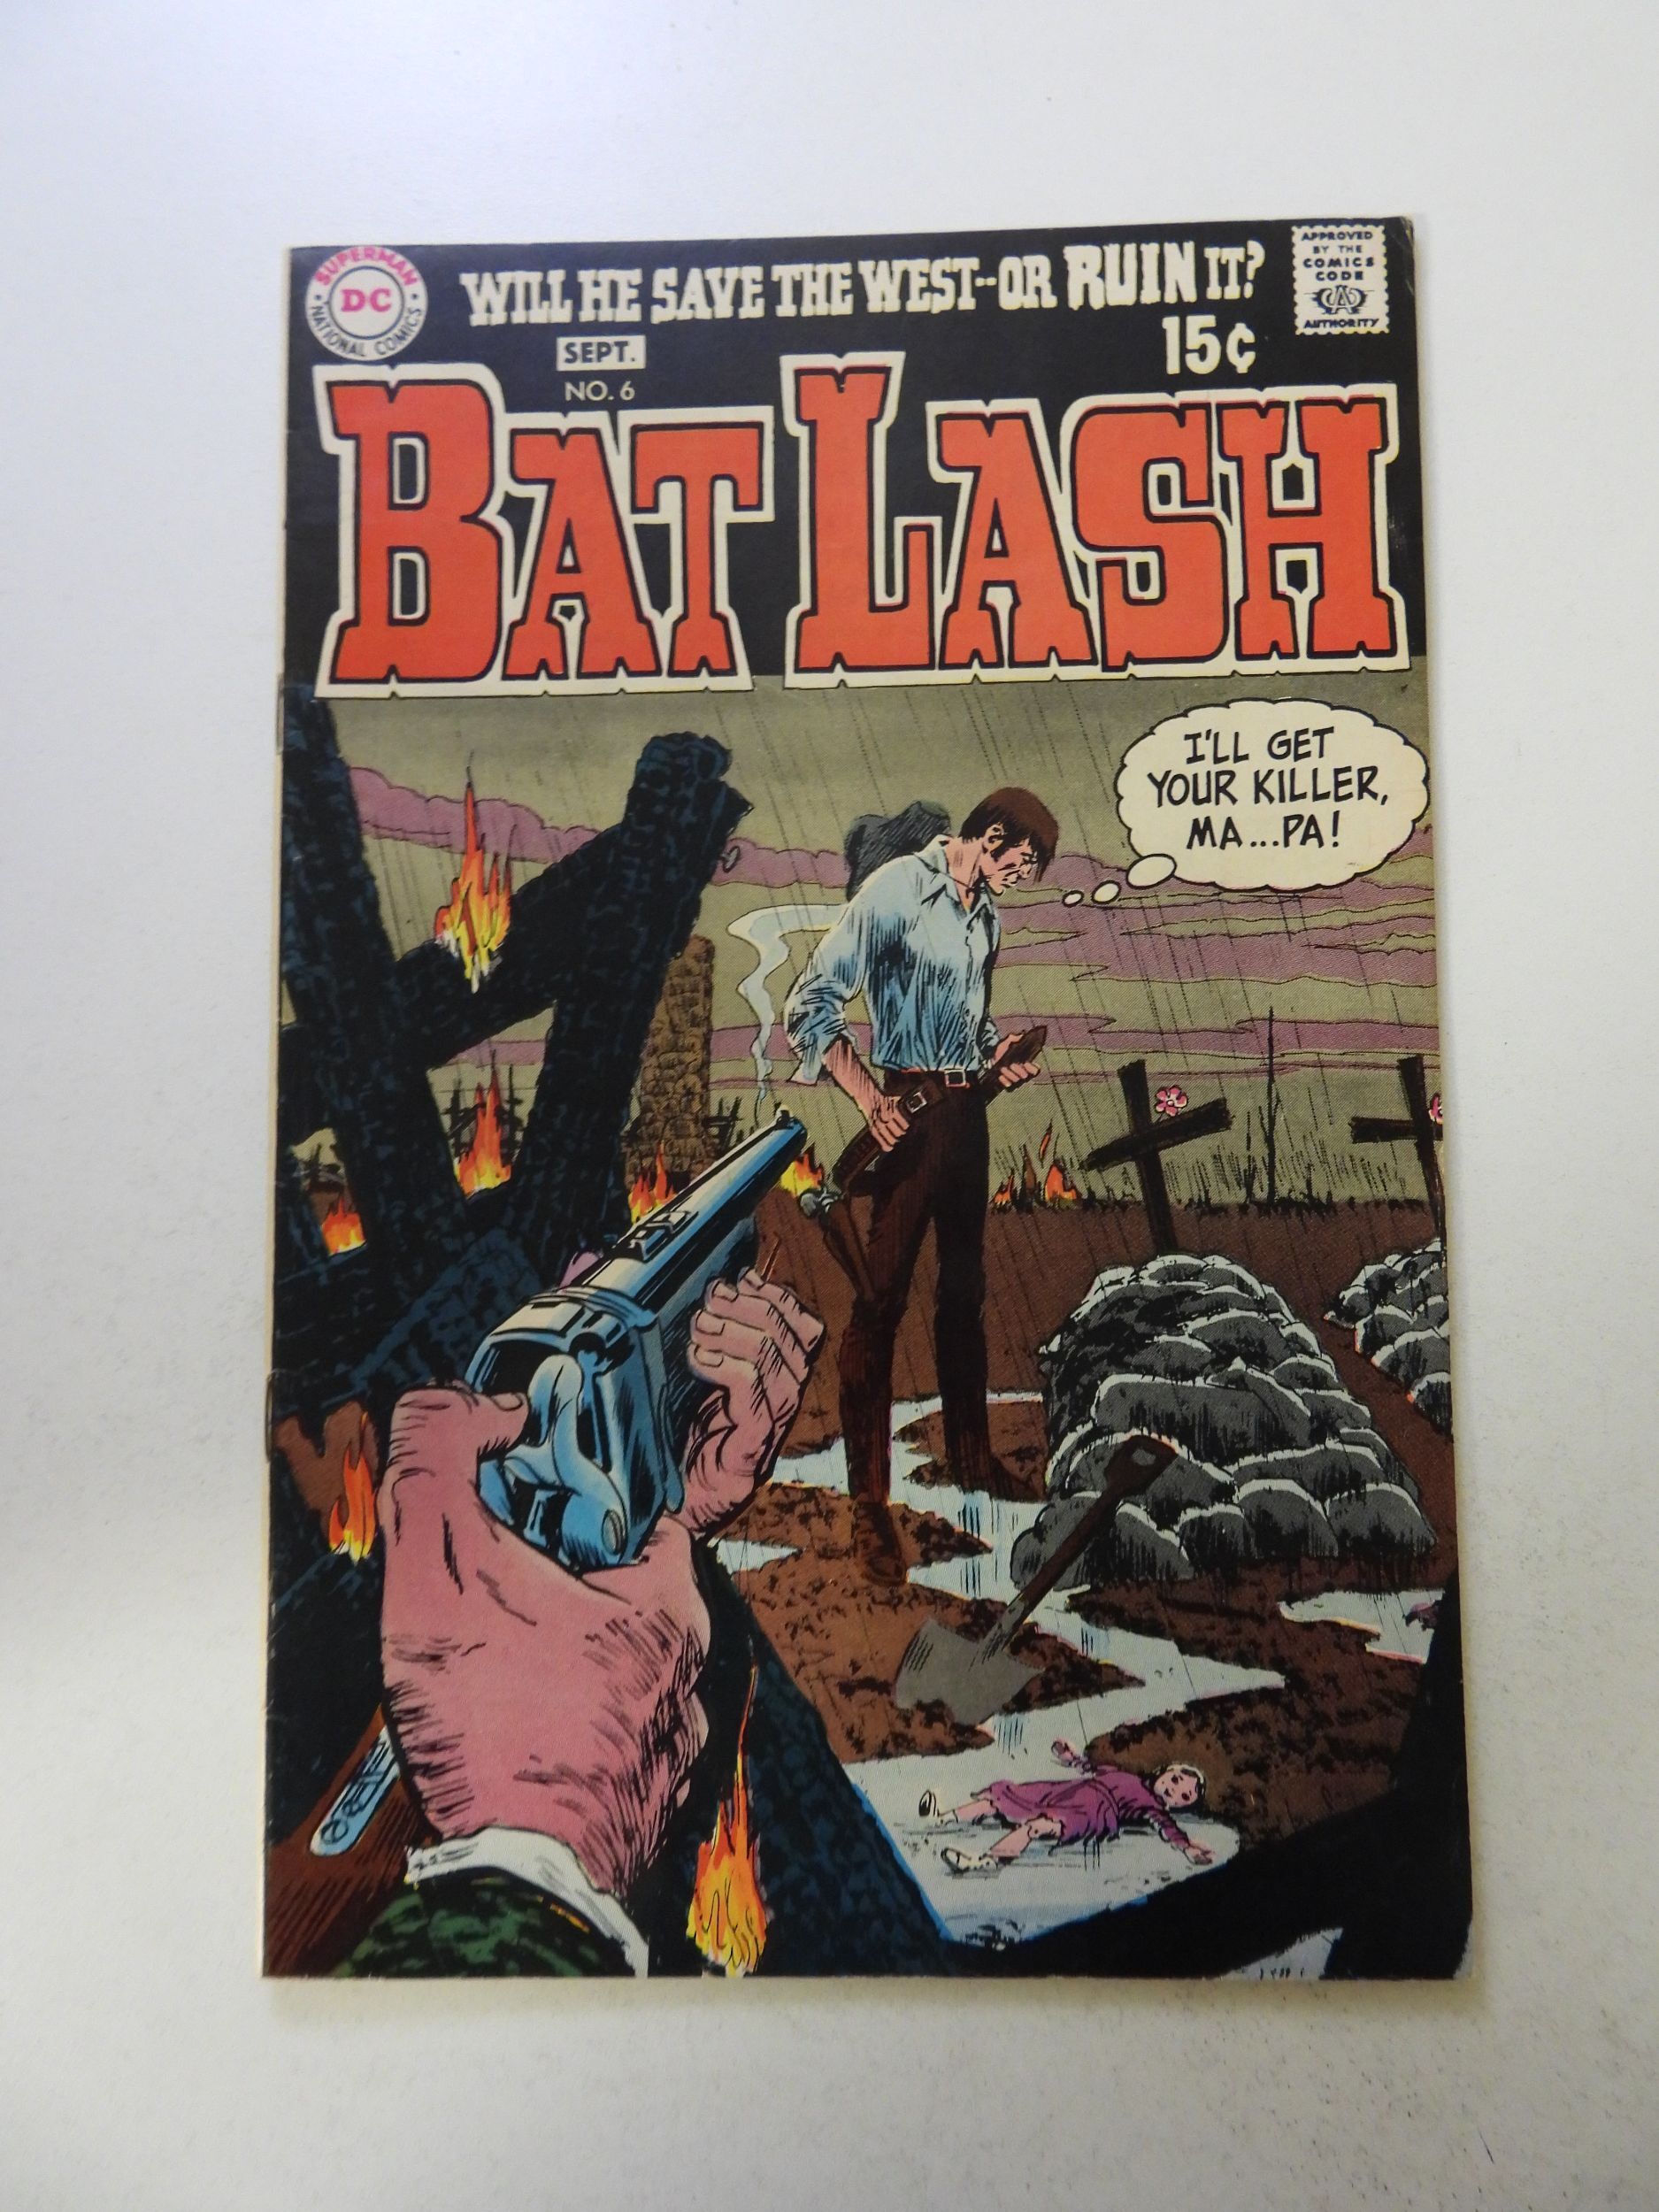 SUPERMAN
DC
NATIONAL COMICS
WILL HE SAVE THE WEST--OR RUIN IT?
APPROVED
BY THE
COMICS
CODE
CA
AUTHORITY
15¢
SEPT.
NO. 6
BAT LASH
I'LL GET
YOUR KILLER,
MA...PA!